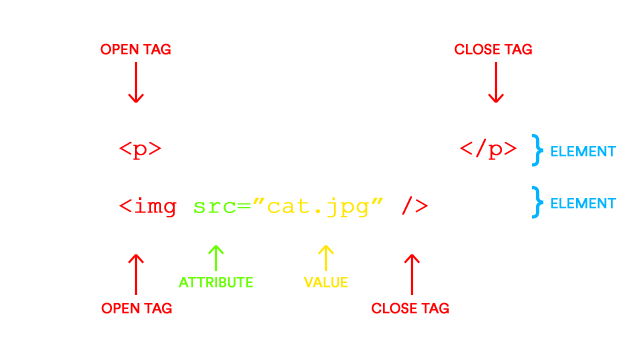 OPEN TAG CLOSE TAG
<p> </p> } ELEMENT
<img src="cat.jpg" /> } ELEMENT
ATTRIBUTE VALUE
OPEN TAG CLOSE TAG